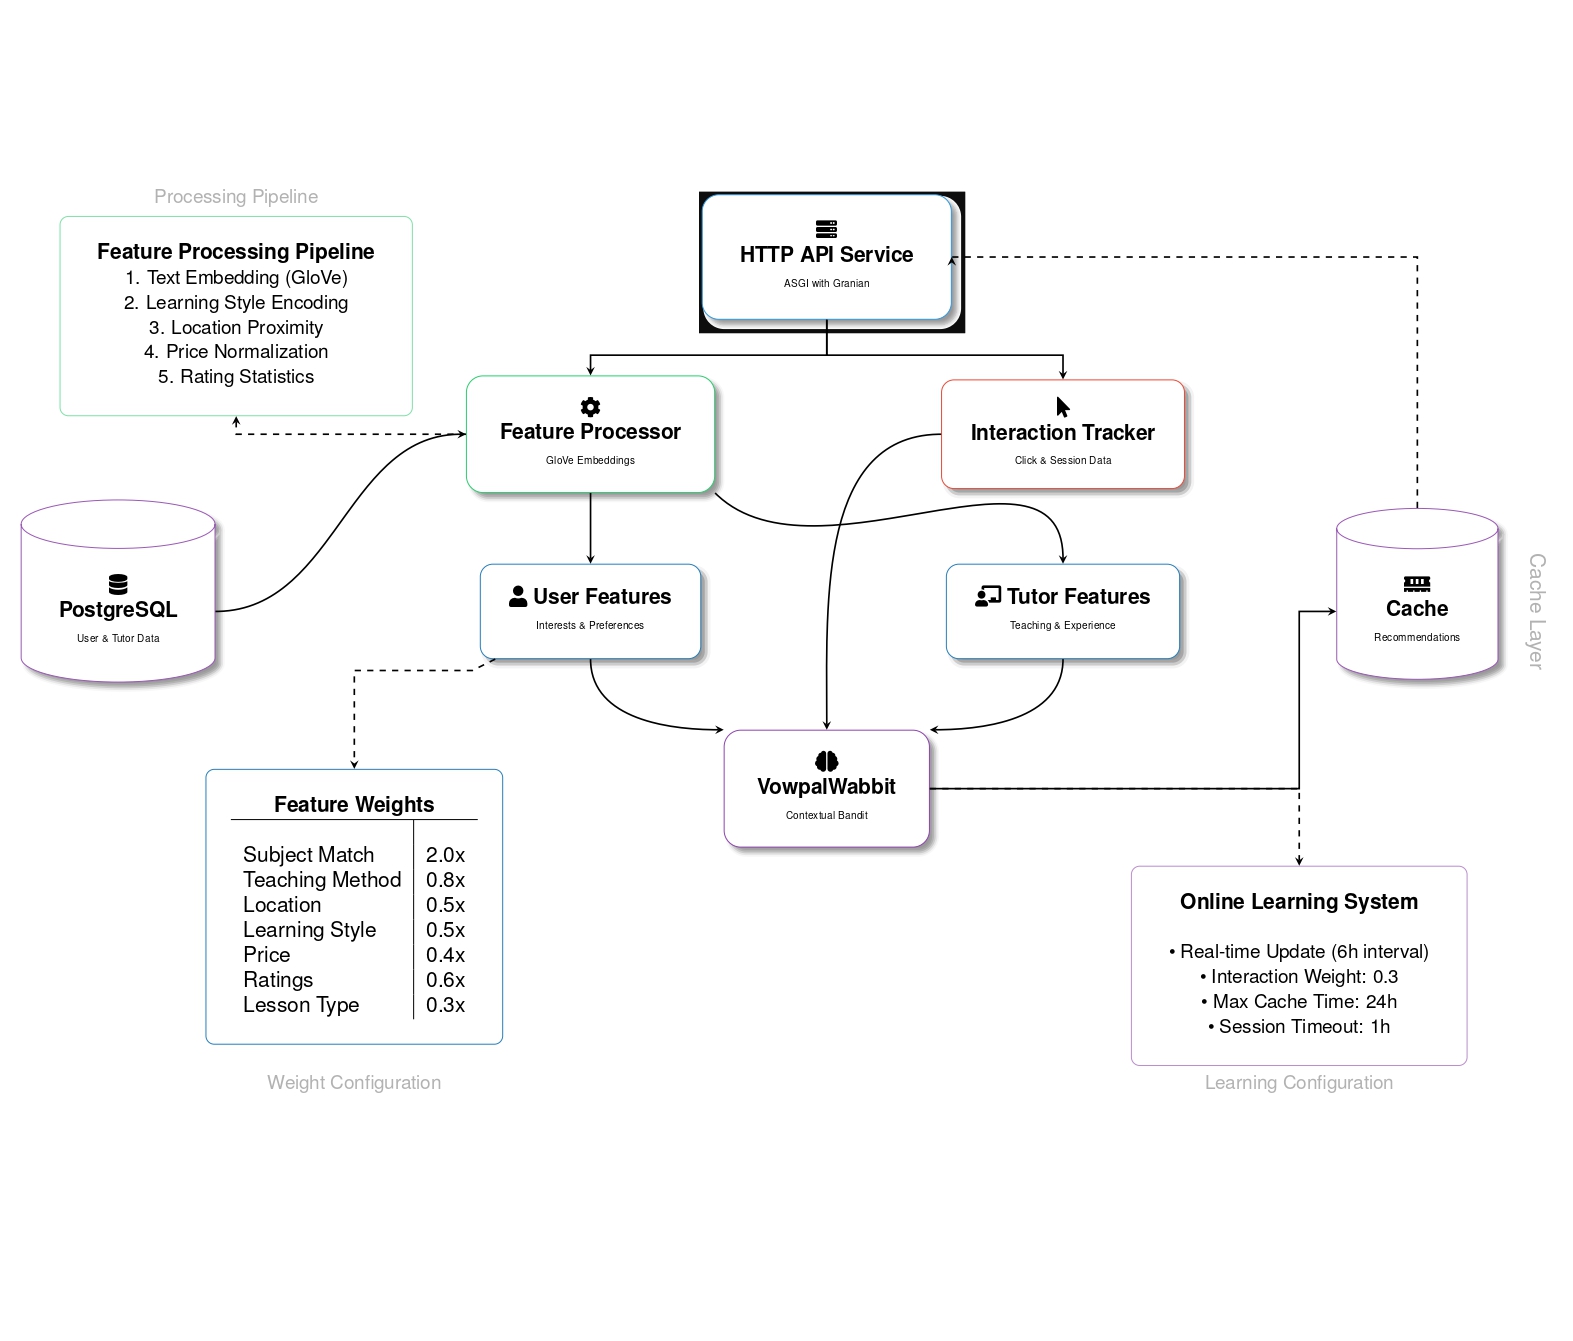 Processing Pipeline
Feature Processing Pipeline
1. Text Embedding (GloVe)
2. Learning Style Encoding
3. Location Proximity
4. Price Normalization
5. Rating Statistics
HTTP API Service
ASGI with Granian
Feature Processor
GloVe Embeddings
Interaction Tracker
Click & Session Data
PostgreSQL
User & Tutor Data
User Features
Interests & Preferences
Tutor Features
Teaching & Experience
Cache
Recommendations
Cache Layer
VowpalWabbit
Contextual Bandit
Feature Weights
Subject Match 2.0x
Teaching Method 0.8x
Location 0.5x
Learning Style 0.5x
Price 0.4x
Ratings 0.6x
Lesson Type 0.3x
Weight Configuration
Online Learning System
• Real-time Update (6h interval)
• Interaction Weight: 0.3
• Max Cache Time: 24h
• Session Timeout: 1h
Learning Configuration